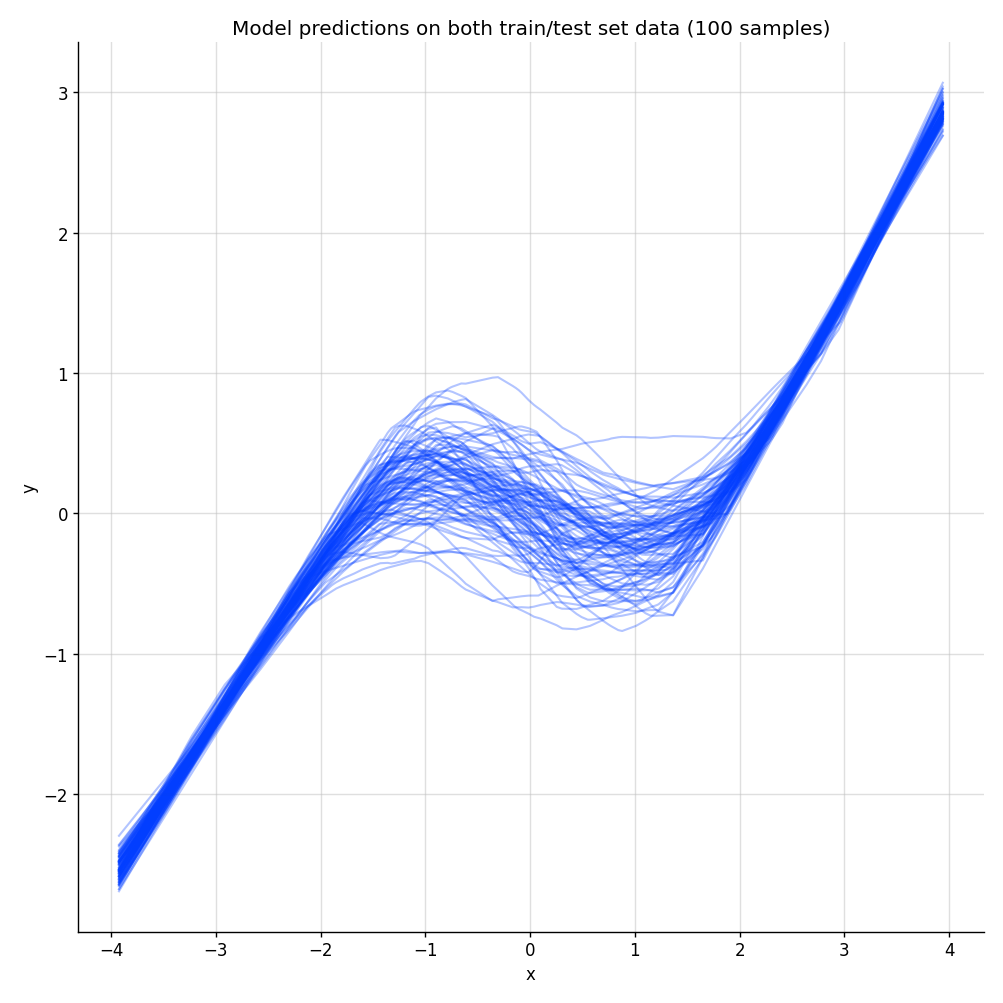 Model predictions on both train/test set data (100 samples)
3
2
1
0
−1
−2
y
−4 −3 −2 −1 0 1 2 3 4
x